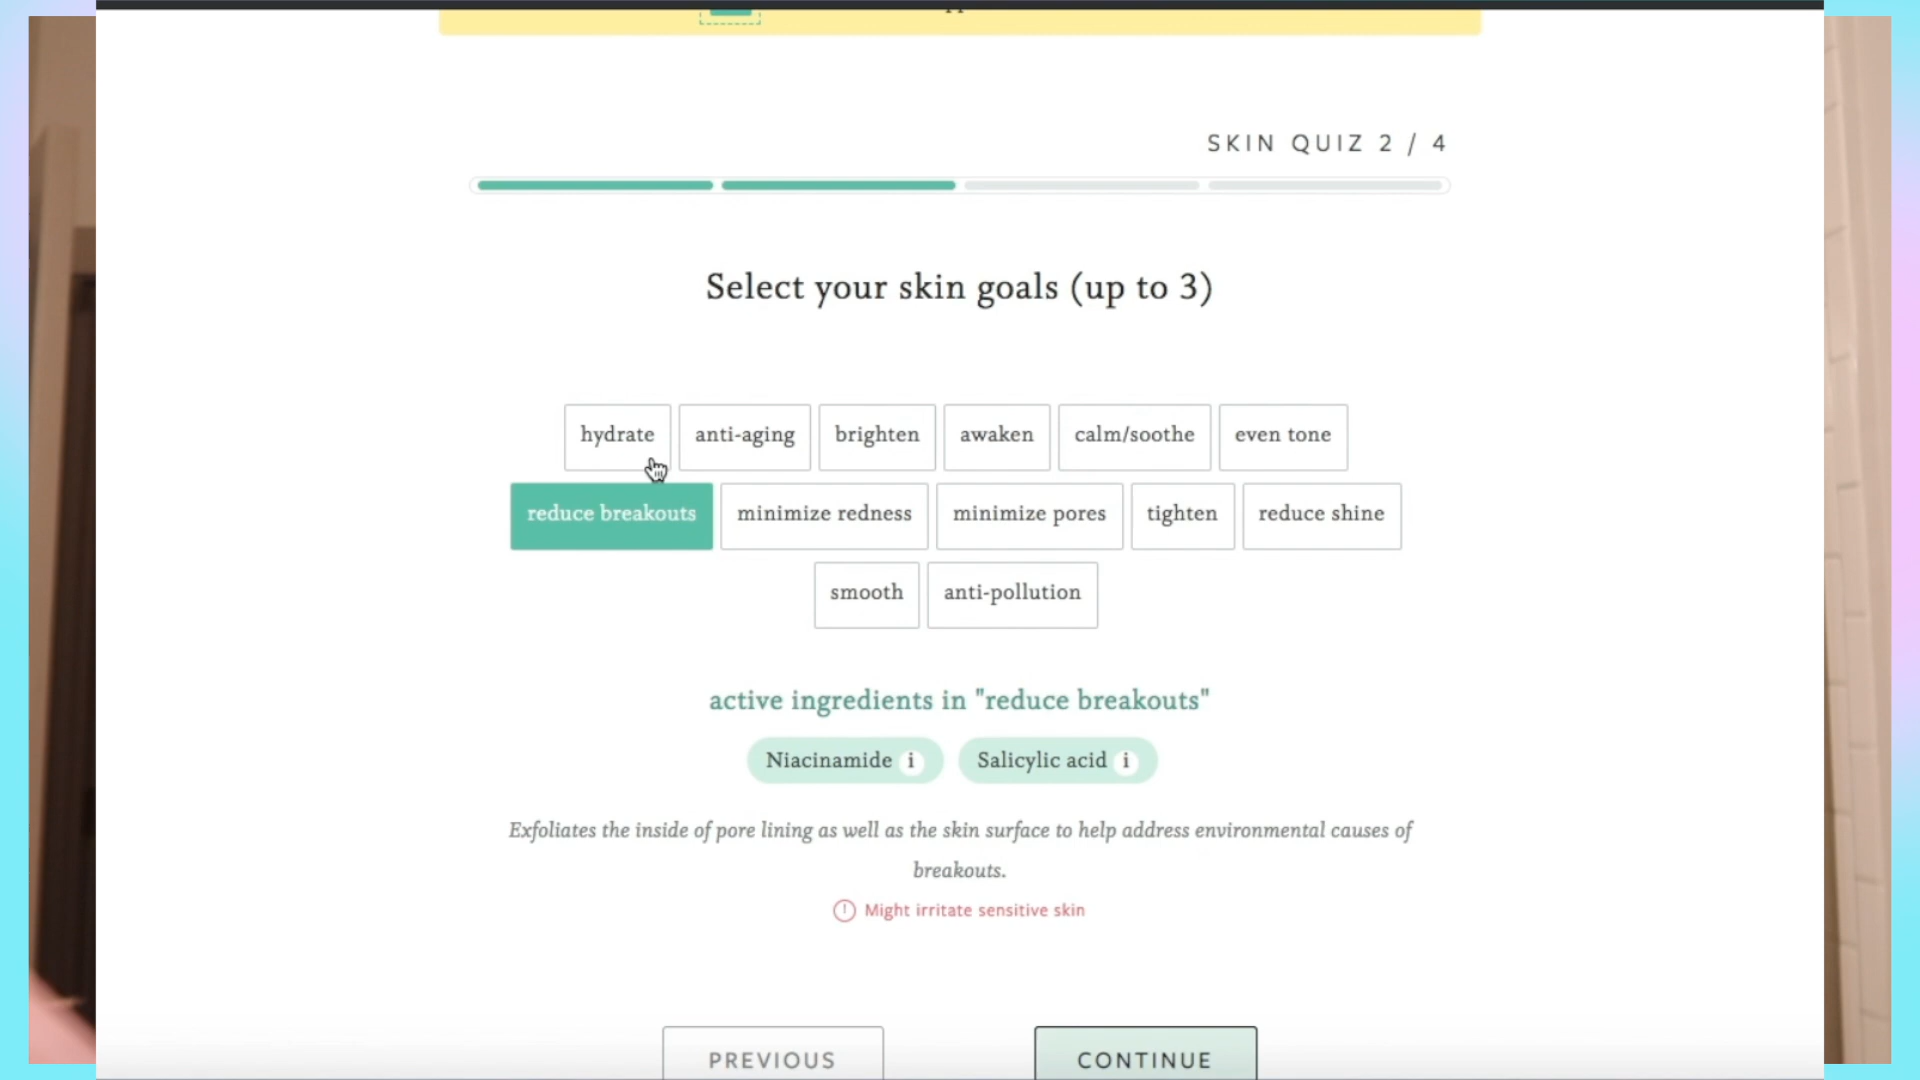 SKIN QUIZ 2 / 4
Select your skin goals (up to 3)
hydrate anti-aging brighten awaken calm/soothe even tone
reduce breakouts minimize redness minimize pores tighten reduce shine
smooth anti-pollution
active ingredients in "reduce breakouts"
Niacinamide i Salicylic acid i
Exfoliates the inside of pore lining as well as the skin surface to help address environmental causes of
breakouts.
! Might irritate sensitive skin
PREVIOUS CONTINUE